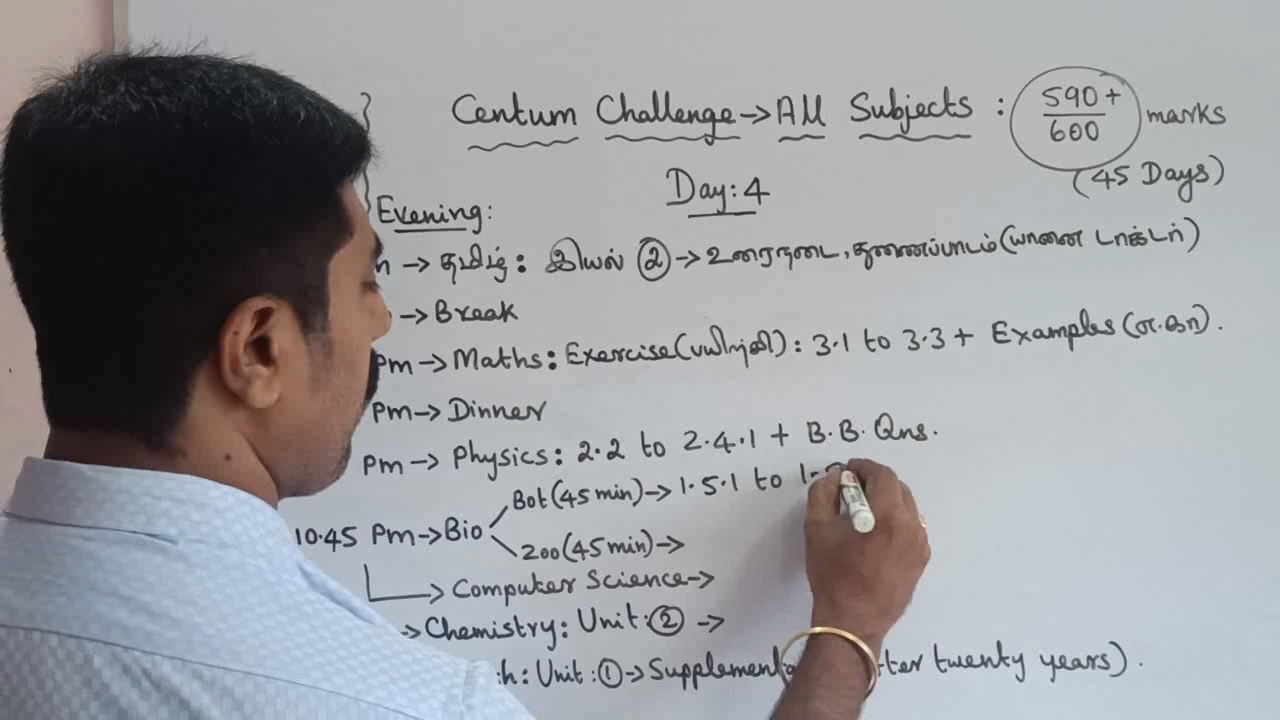 Centum Challenge → All Subjects : 590+/600 marks
(45 Days)
Day: 4
Evening:
→ தமிழ் : இயல் ② → உரைநடை, துணைப்பாடம் (யானை டாக்டர்)
→ Break
Pm → Maths: Exercise (பயிற்சி) : 3.1 to 3.3 + Examples (எ.கா).
Pm → Dinner
Pm → Physics: 2.2 to 2.4.1 + B.B. Qns.
Bot (45 min) → 1.5.1 to 1.
10.45 Pm → Bio
Zoo (45 min) →
→ Computer Science →
→ Chemistry: Unit: ② →
Unit: ① → twenty years).